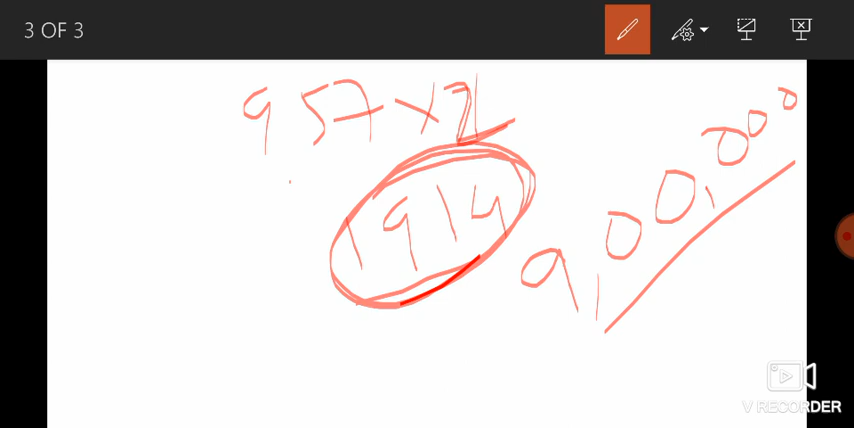 3 OF 3
957×2
1914
9,00,000
V RECORDER